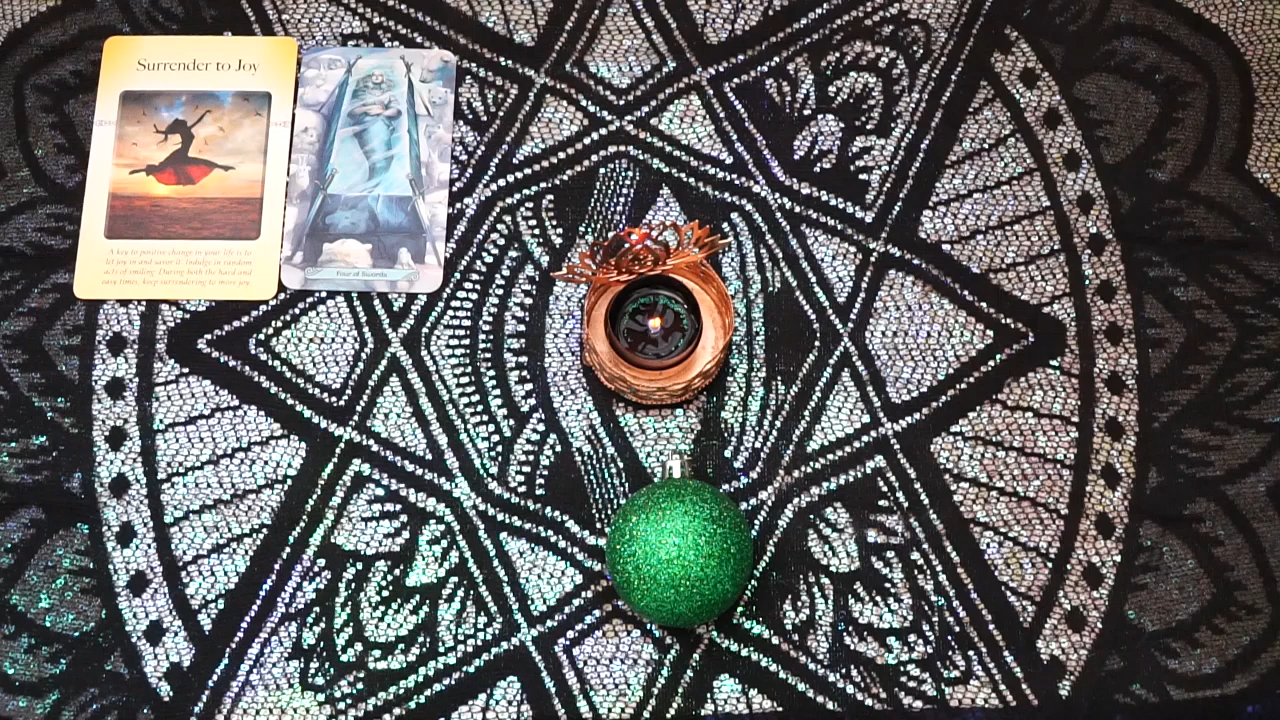 Surrender to Joy
A key to positive change in your life is to
let joy in and savor it. Indulge in random
acts of smiling. During both the hard and
easy times, keep surrendering to more joy.
Four of Swords